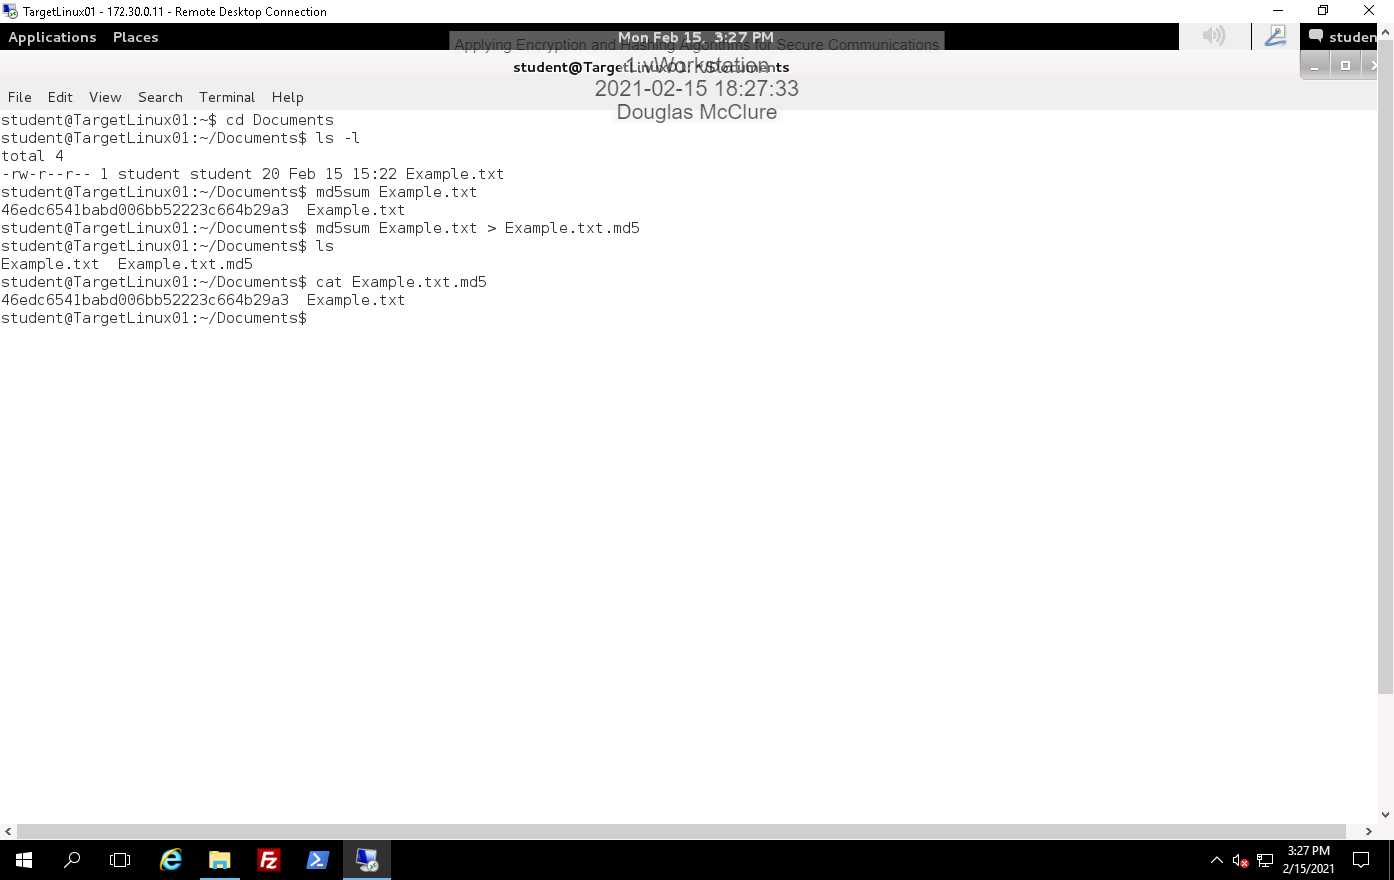 TargetLinux01 - 172.30.0.11 - Remote Desktop Connection
Applications Places Mon Feb 15, 3:27 PM studen
Applying Encryption and Hashing Algorithms for Secure Communications
student@TargetLinux01: ~/Documents
1. vWorkstation
2021-02-15 18:27:33
Douglas McClure
File Edit View Search Terminal Help
student@TargetLinux01:~$ cd Documents
student@TargetLinux01:~/Documents$ ls -l
total 4
-rw-r--r-- 1 student student 20 Feb 15 15:22 Example.txt
student@TargetLinux01:~/Documents$ md5sum Example.txt
46edc6541babd006bb52223c664b29a3  Example.txt
student@TargetLinux01:~/Documents$ md5sum Example.txt > Example.txt.md5
student@TargetLinux01:~/Documents$ ls
Example.txt  Example.txt.md5
student@TargetLinux01:~/Documents$ cat Example.txt.md5
46edc6541babd006bb52223c664b29a3  Example.txt
student@TargetLinux01:~/Documents$
3:27 PM
2/15/2021